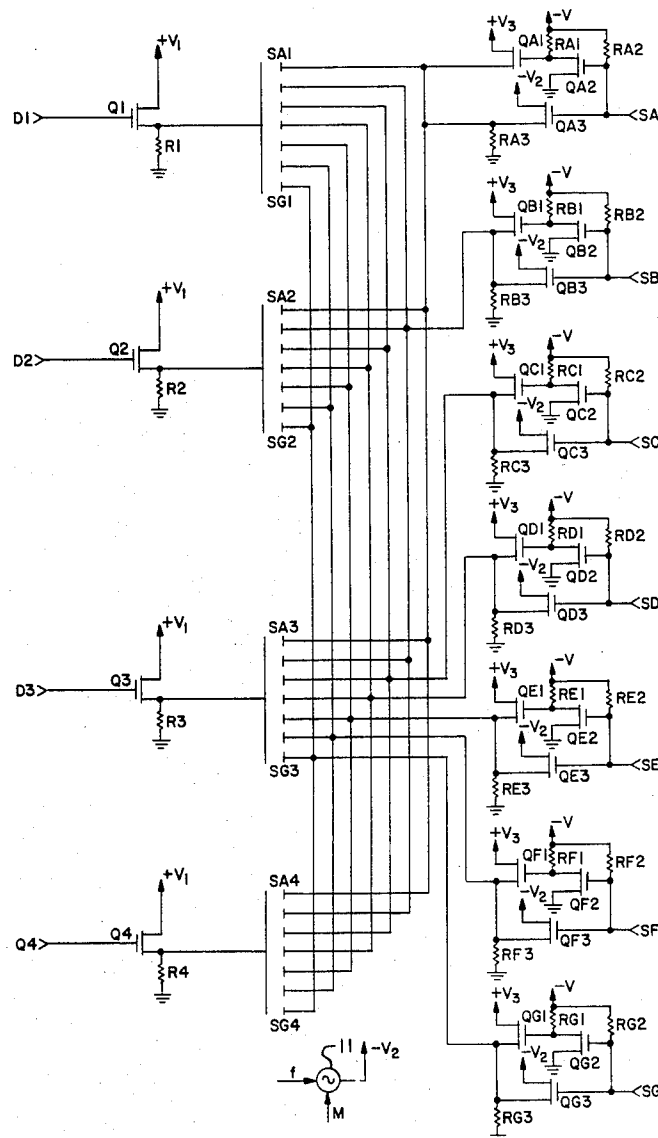 +V1
D1
Q1
R1
SA1
SG1
+V3
-V
QA1
RA1
RA2
QA2
-V2
QA3
SA
RA3
+V3
-V
QB1
RB1
RB2
QB2
-V2
QB3
SB
RB3
+V1
D2
Q2
R2
SA2
SG2
+V3
-V
QC1
RC1
RC2
QC2
-V2
QC3
SC
RC3
+V3
-V
QD1
RD1
RD2
QD2
-V2
QD3
SD
RD3
+V1
D3
Q3
R3
SA3
SG3
+V3
-V
QE1
RE1
RE2
QE2
-V2
QE3
SE
RE3
+V3
-V
QF1
RF1
RF2
QF2
-V2
QF3
SF
RF3
+V1
Q4
Q4
R4
SA4
SG4
+V3
-V
QG1
RG1
RG2
QG2
-V2
QG3
SG
RG3
11
-V2
f
M